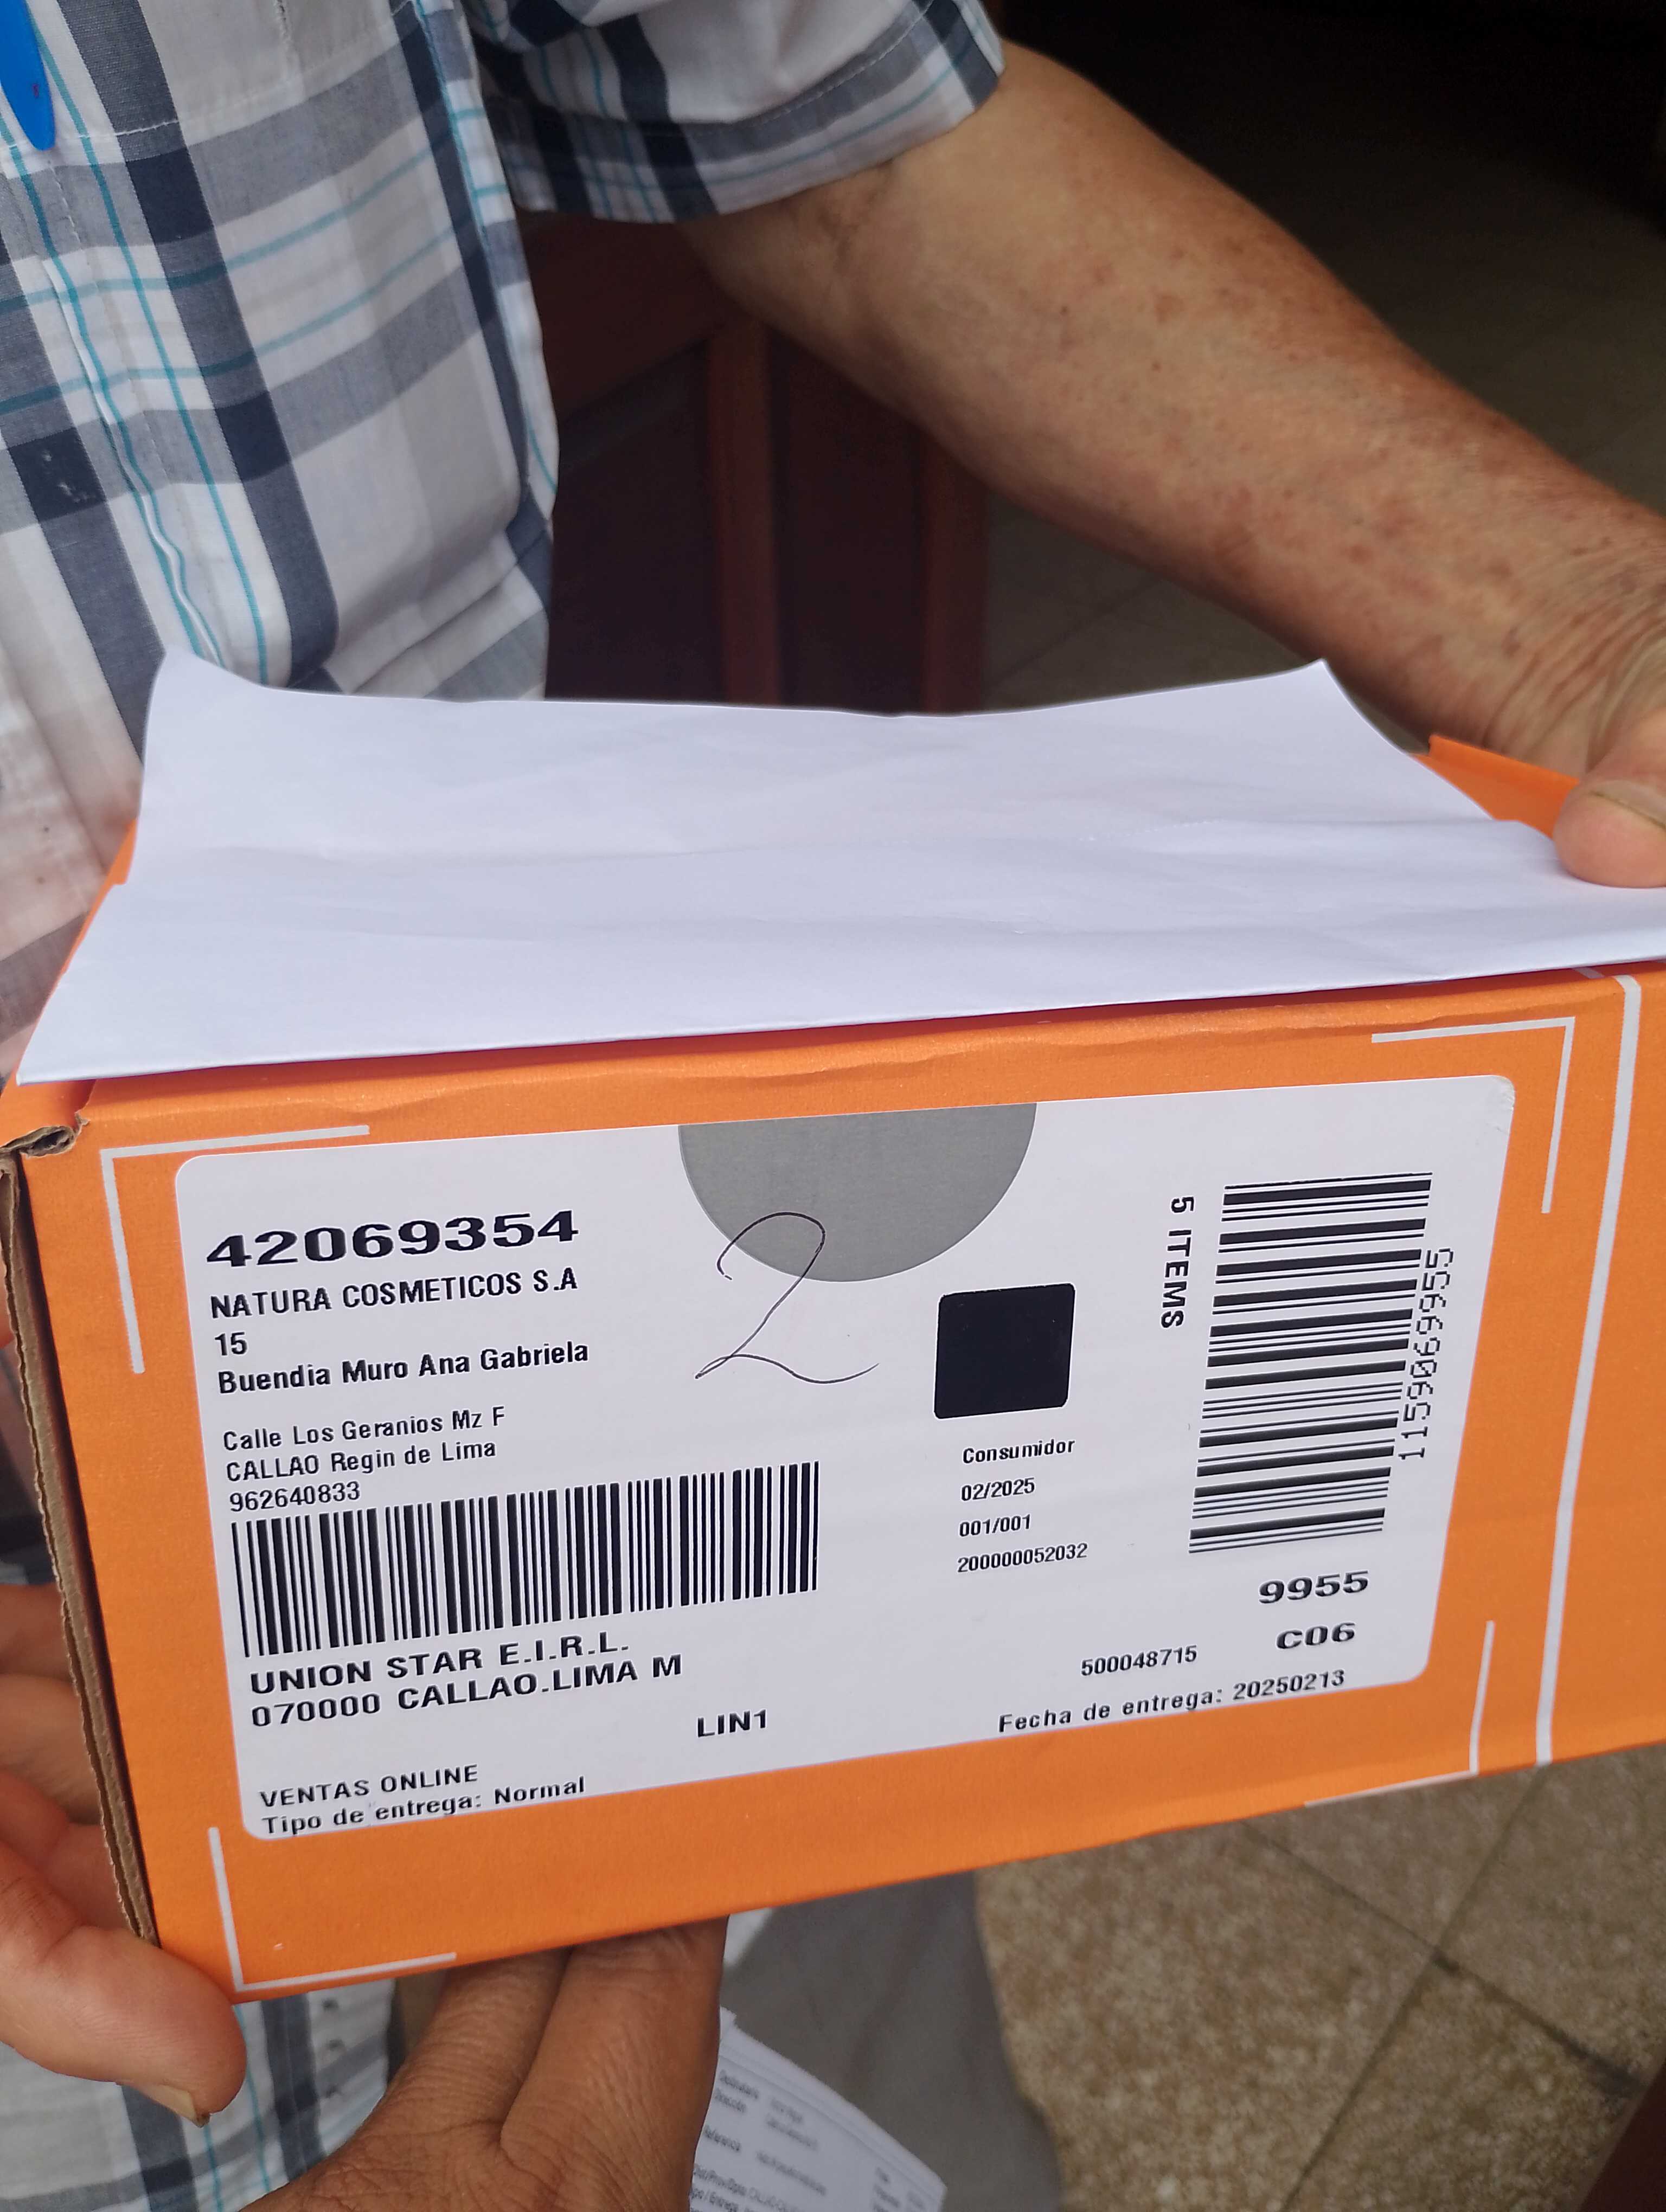 42069354
NATURA COSMETICOS S.A
15
Buendia Muro Ana Gabriela
Calle Los Geranios Mz F
CALLAO Regin de Lima
962640833
UNION STAR E.I.R.L.
070000 CALLAO.LIMA M
LIN1
VENTAS ONLINE
Tipo de entrega: Normal
2
Consumidor
02/2025
001/001
200000052032
5 ITEMS
1159069955
9955
C06
500048715
Fecha de entrega: 20250213